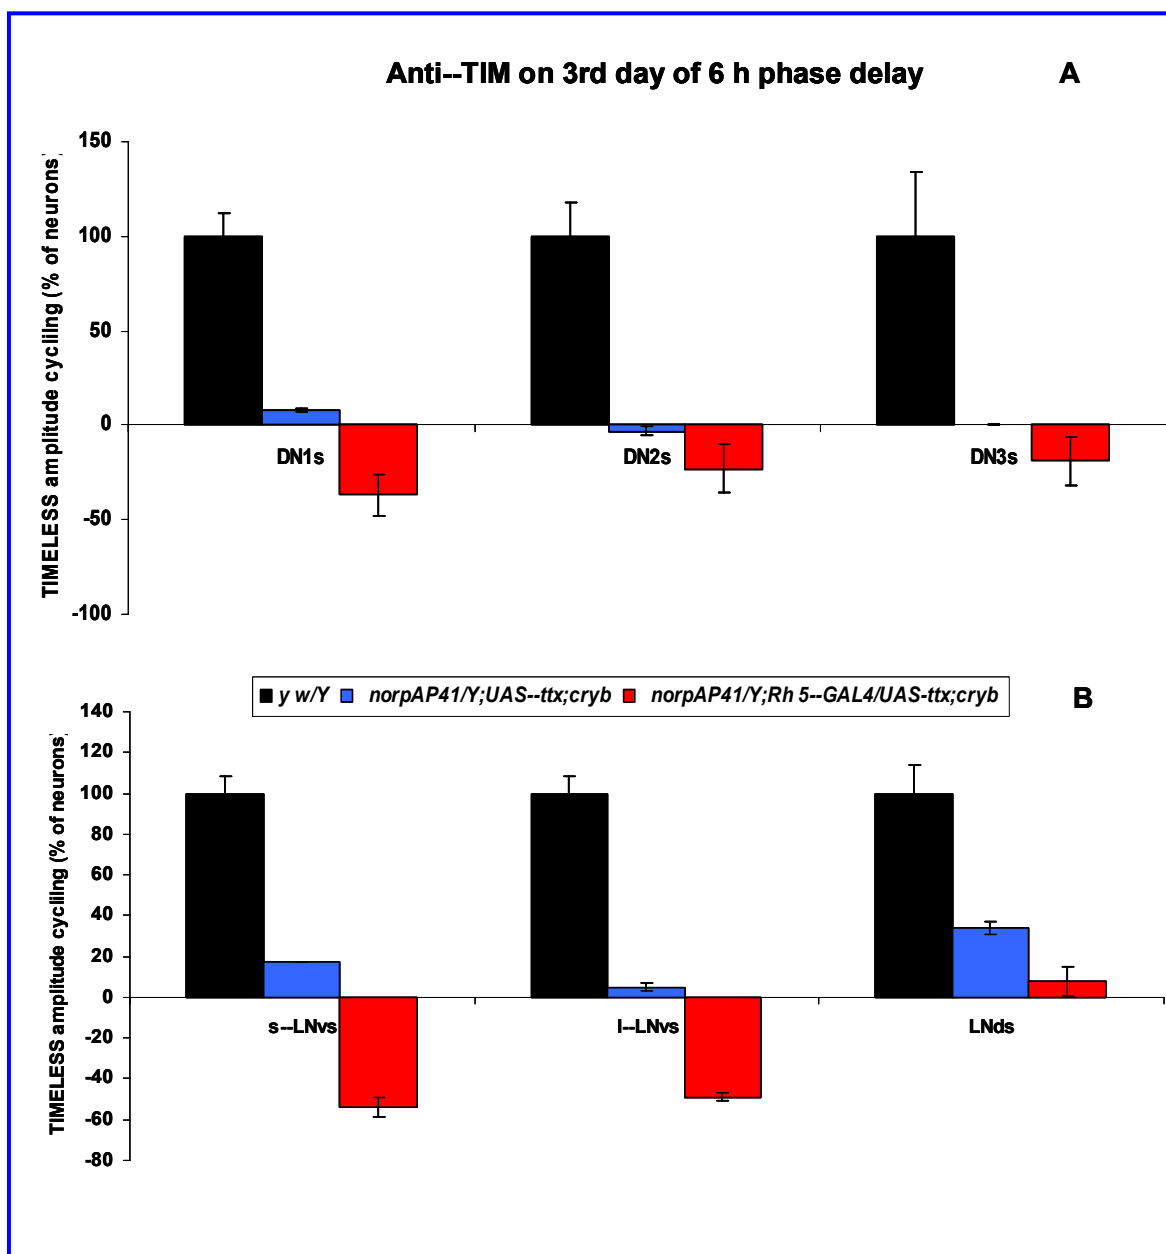 Anti--TIM on 3rd day of 6 h phase delay
A
TIMELESS amplitude cyclilng (% of neurons)
150
100
50
0
-50
-100
DN1s
DN2s
DN3s
y w/Y
norpAP41/Y;UAS--ttx;cryb
norpAP41/Y;Rh 5--GAL4/UAS-ttx;cryb
B
TIMELESS amplitude cyclilng (% of neurons)
140
120
100
80
60
40
20
0
-20
-40
-60
-80
s--LNvs
l--LNvs
LNds